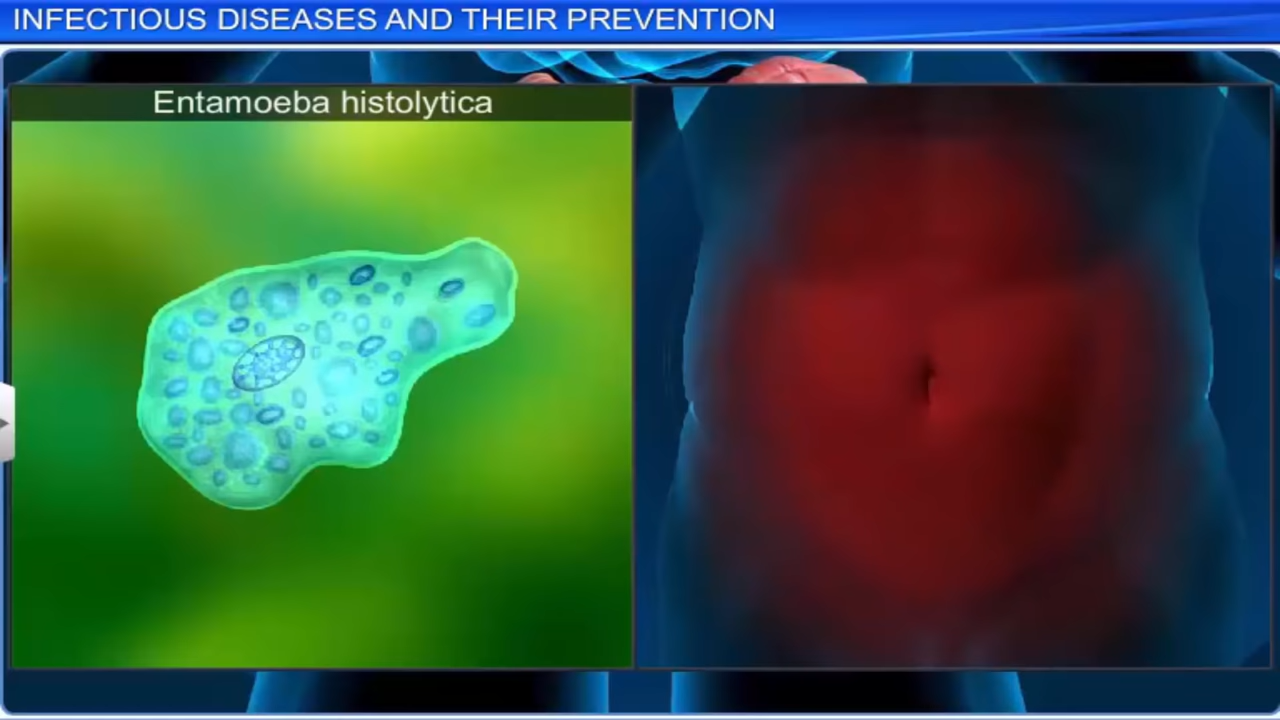 INFECTIOUS DISEASES AND THEIR PREVENTION
Entamoeba histolytica